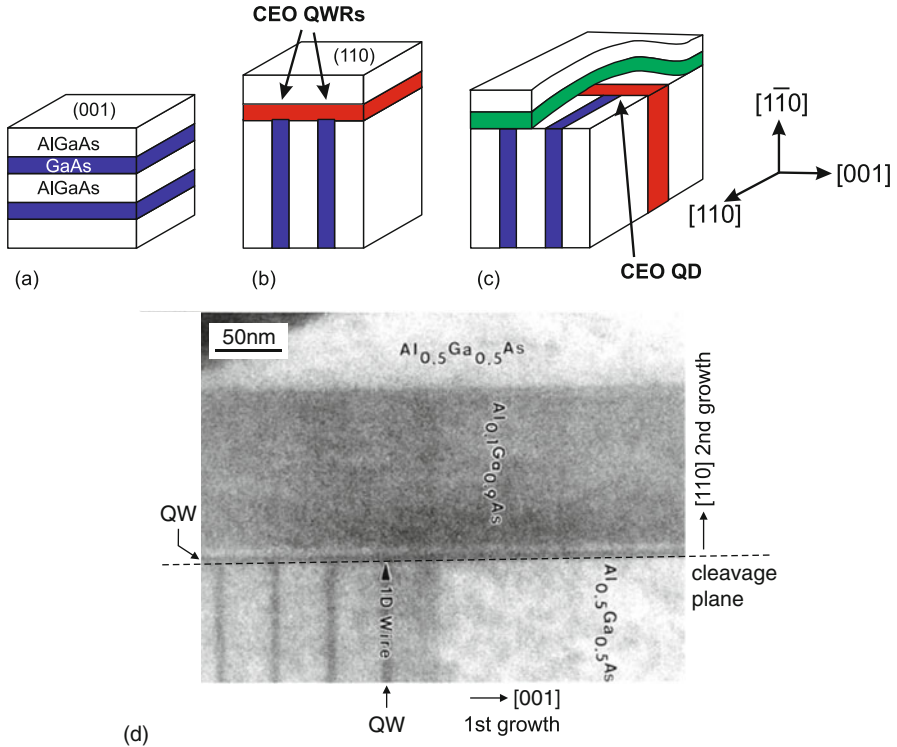 CEO QWRs
(001)
AlGaAs
GaAs
AlGaAs
(a)
(110)
(b)
CEO QD
(c)
[11̅0]
[001]
[110]
50nm
Al0.5Ga0.5As
Al0.1Ga0.9As
QW
1D Wire
Al0.5Ga0.5As
[110] 2nd growth
cleavage
plane
QW
[001]
1st growth
(d)